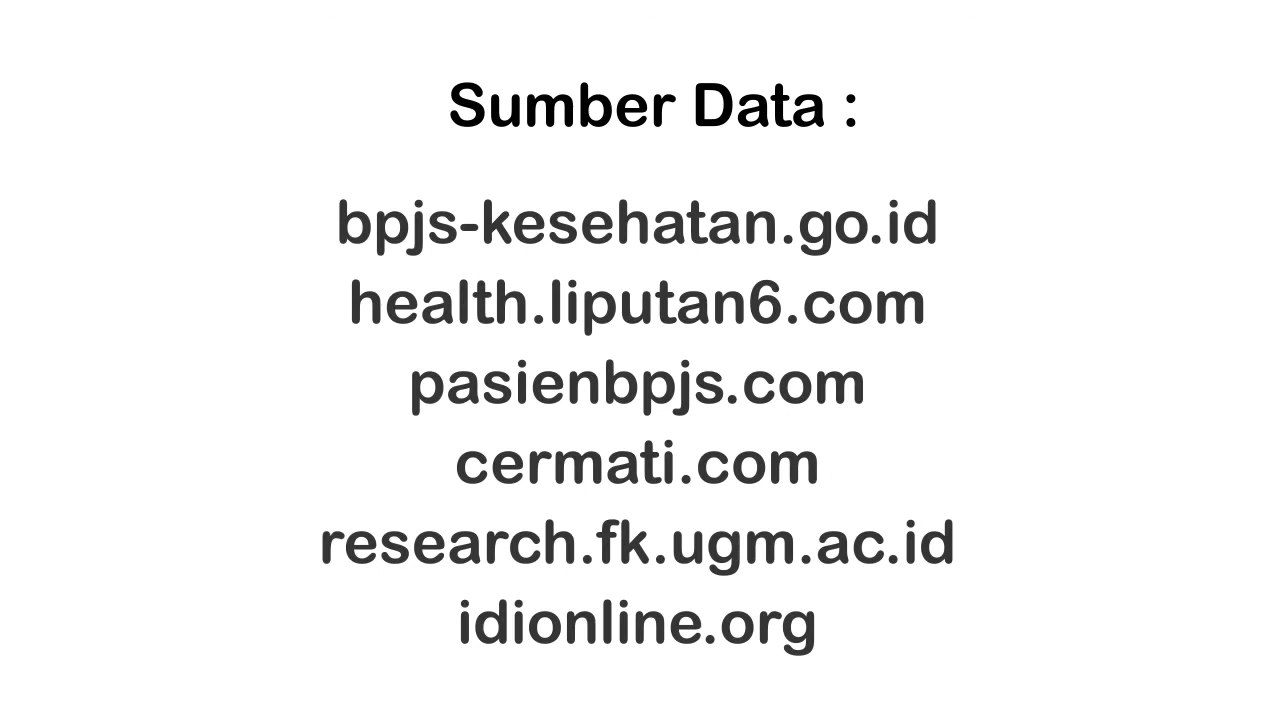 Sumber Data :
bpjs-kesehatan.go.id
health.liputan6.com
pasienbpjs.com
cermati.com
research.fk.ugm.ac.id
idionline.org